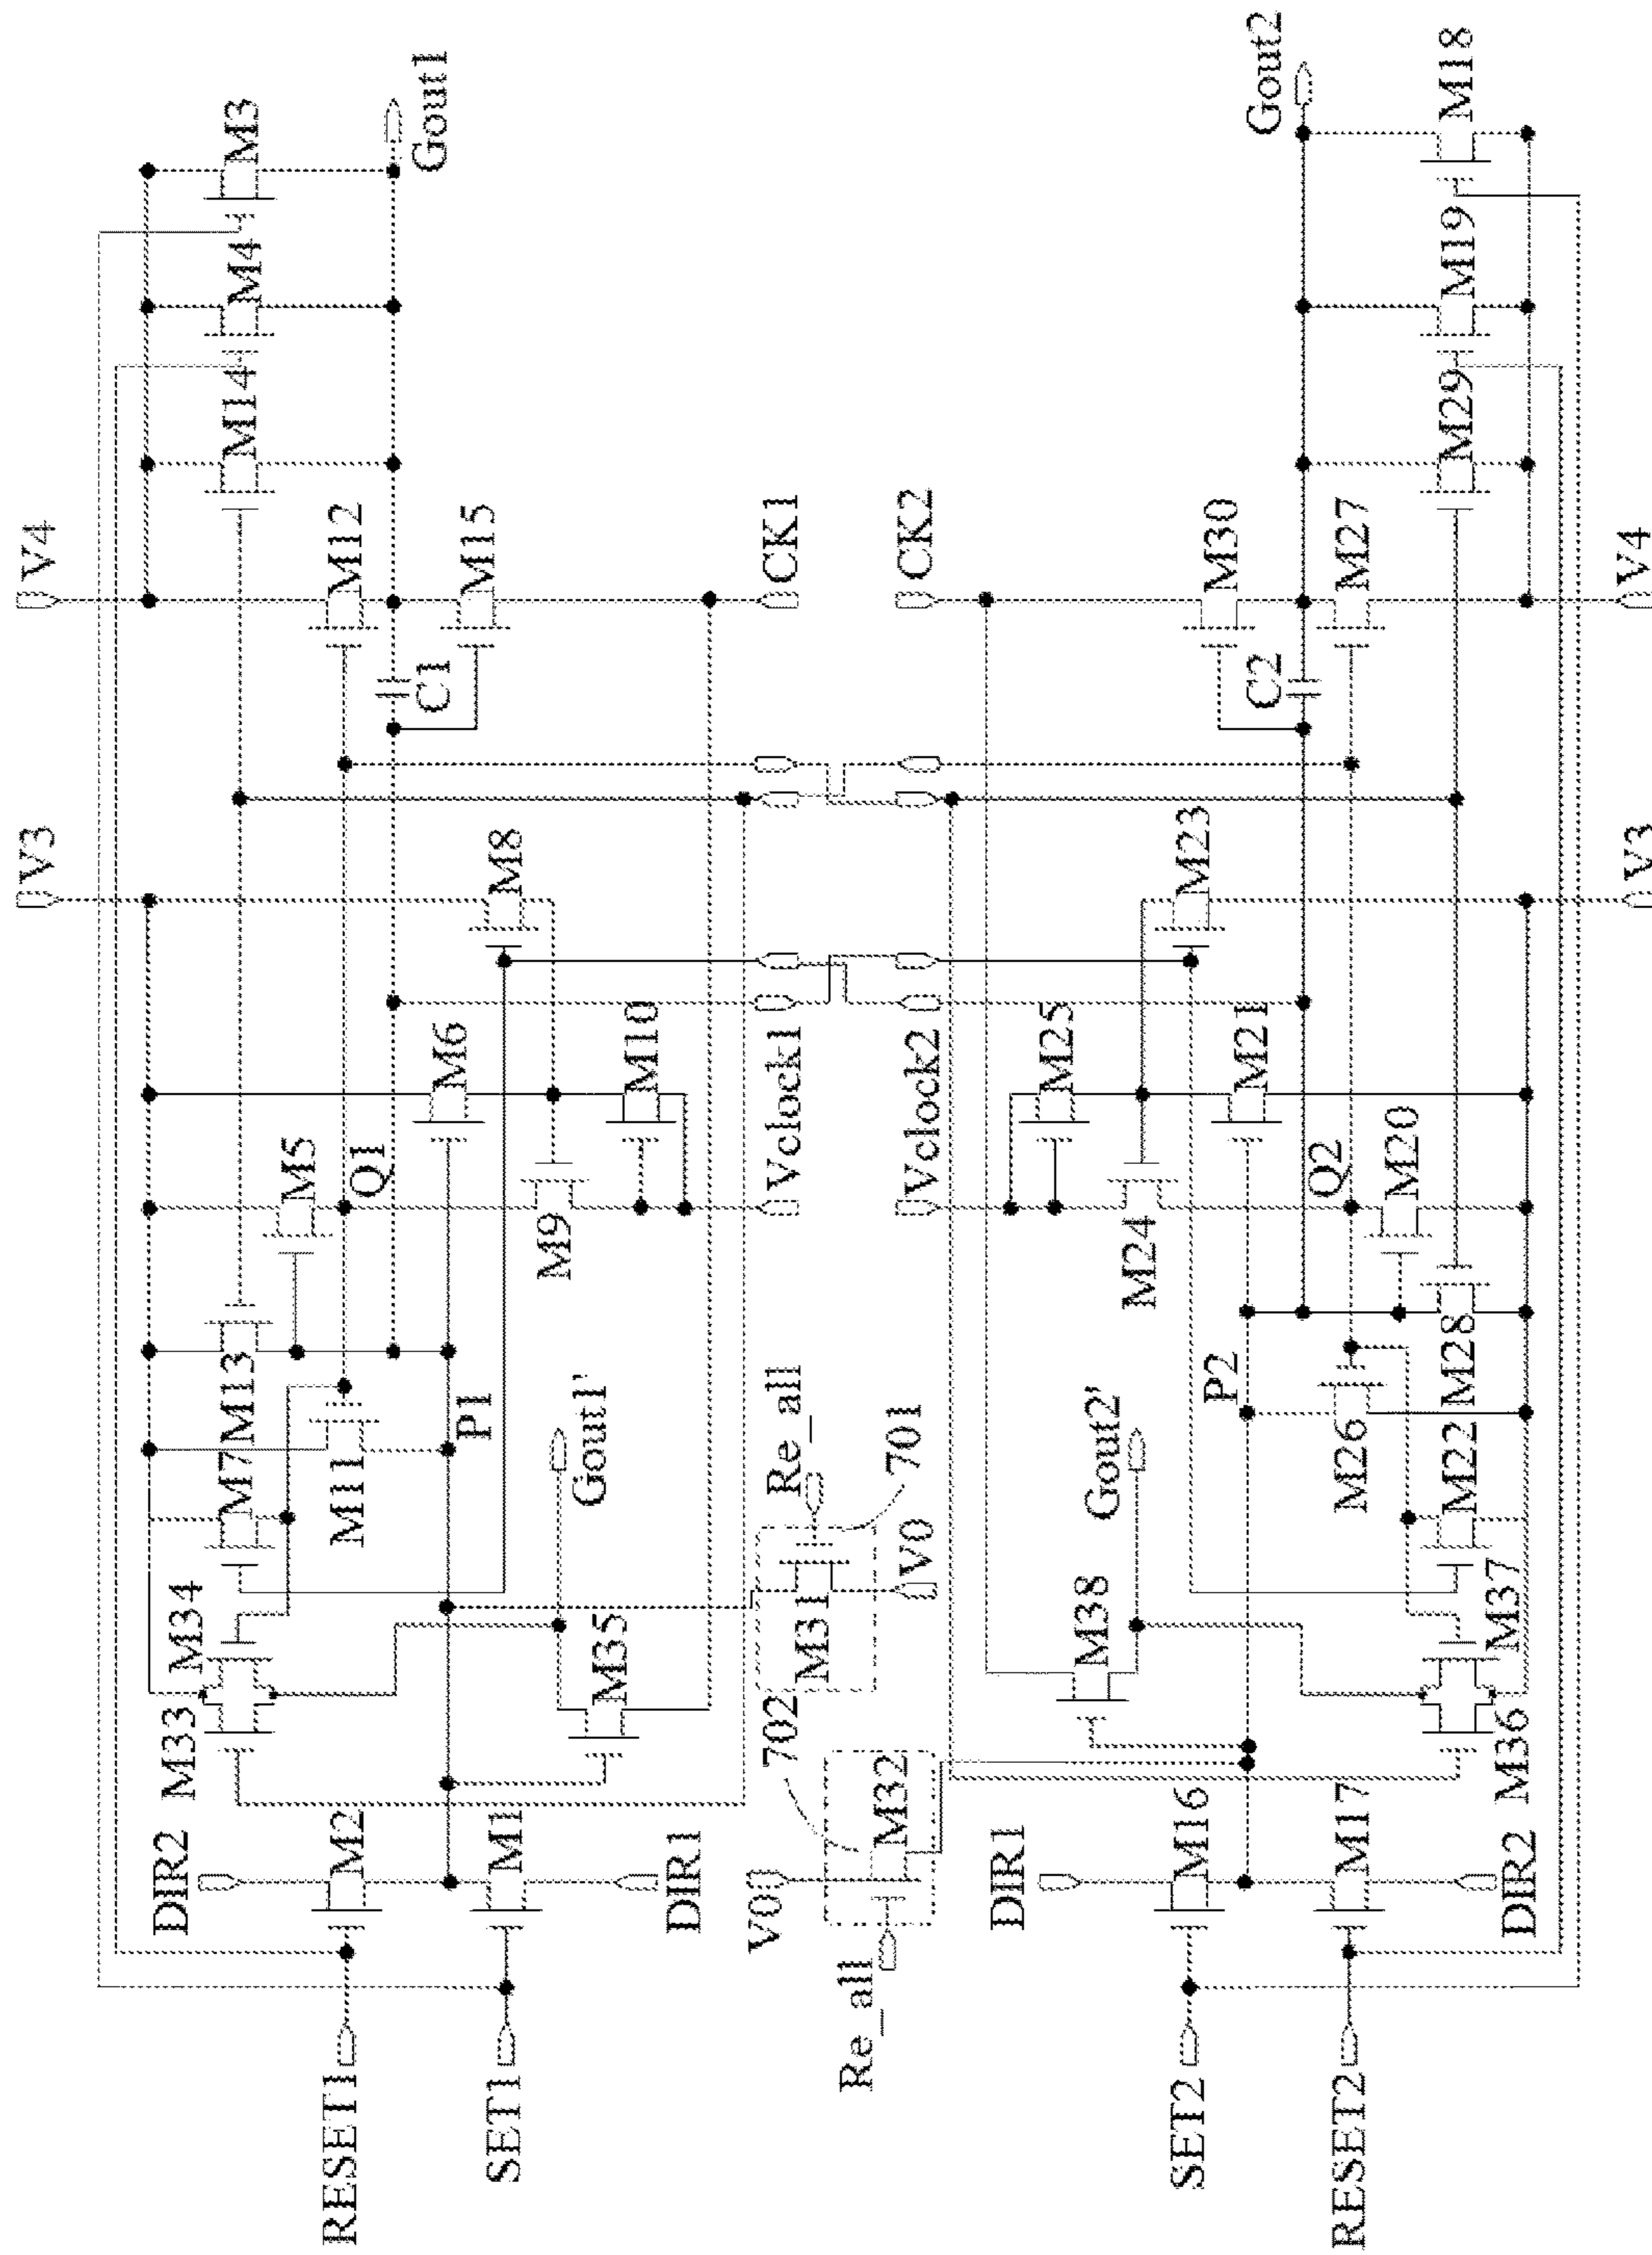 V4
V3
M3
M4
M14
Gout1
M12
M15
C1
CK1
M8
M6
M10
M5
Q1
M9
Vclock1
M7
M13
M11
P1
Gout1'
M34
M33
M35
DIR2
M2
M1
DIR1
RESET1
SET1
Re_all
701
M31
V0
702
V0
M32
Re_all
CK2
M30
Gout2
C2
M27
M18
M19
M29
V4
Vclock2
M25
M23
M21
M24
Q2
M20
V3
P2
Gout2'
M26
M28
M22
M38
M37
M36
DIR1
M16
M17
DIR2
SET2
RESET2